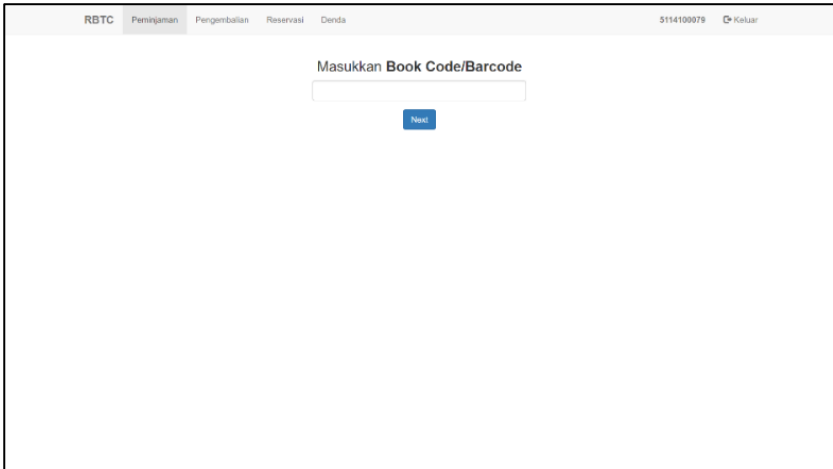 RBTC Peminjaman Pengembalian Reservasi Denda 5114100079 Keluar
Masukkan Book Code/Barcode
Next